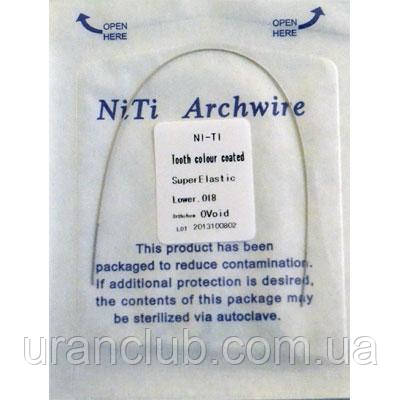 OPEN
HERE
OPEN
HERE
NiTi Archwire
NI-TI
Tooth colour coated
SuperElastic
Lower.018
Orthoform OVoid
LOT 2013100802
This product has been
packaged to reduce contamination.
If additional protection is desired,
the contents of this package may
be sterilized via autoclave.
uranclub.com.ua